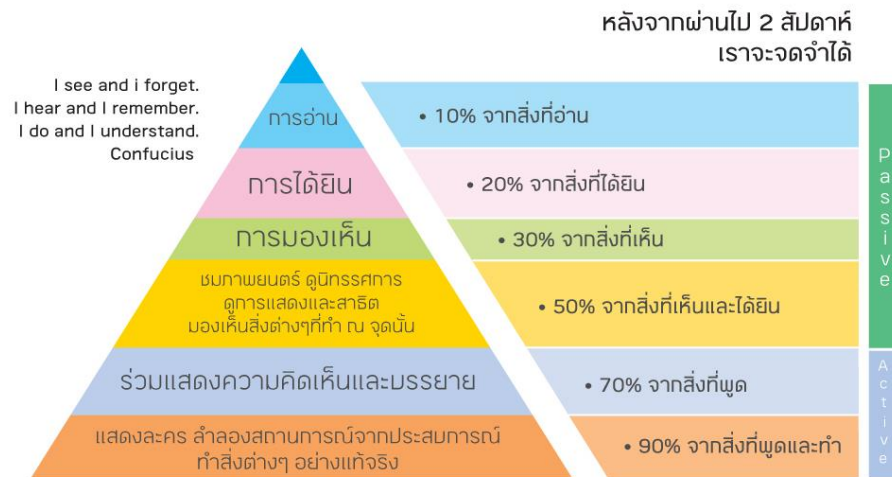 หลังจากผ่านไป 2 สัปดาห์
เราจะจดจำได้
I see and i forget.
I hear and I remember.
I do and I understand.
Confucius
การอ่าน
• 10% จากสิ่งที่อ่าน
การได้ยิน
• 20% จากสิ่งที่ได้ยิน
การมองเห็น
• 30% จากสิ่งที่เห็น
ชมภาพยนตร์ ดูนิทรรศการ
ดูการแสดงและสาธิต
มองเห็นสิ่งต่างๆที่ทำ ณ จุดนั้น
• 50% จากสิ่งที่เห็นและได้ยิน
Passive
ร่วมแสดงความคิดเห็นและบรรยาย
• 70% จากสิ่งที่พูด
แสดงละคร ลำลองสถานการณ์จากประสบการณ์
ทำสิ่งต่างๆ อย่างแท้จริง
• 90% จากสิ่งที่พูดและทำ
Active